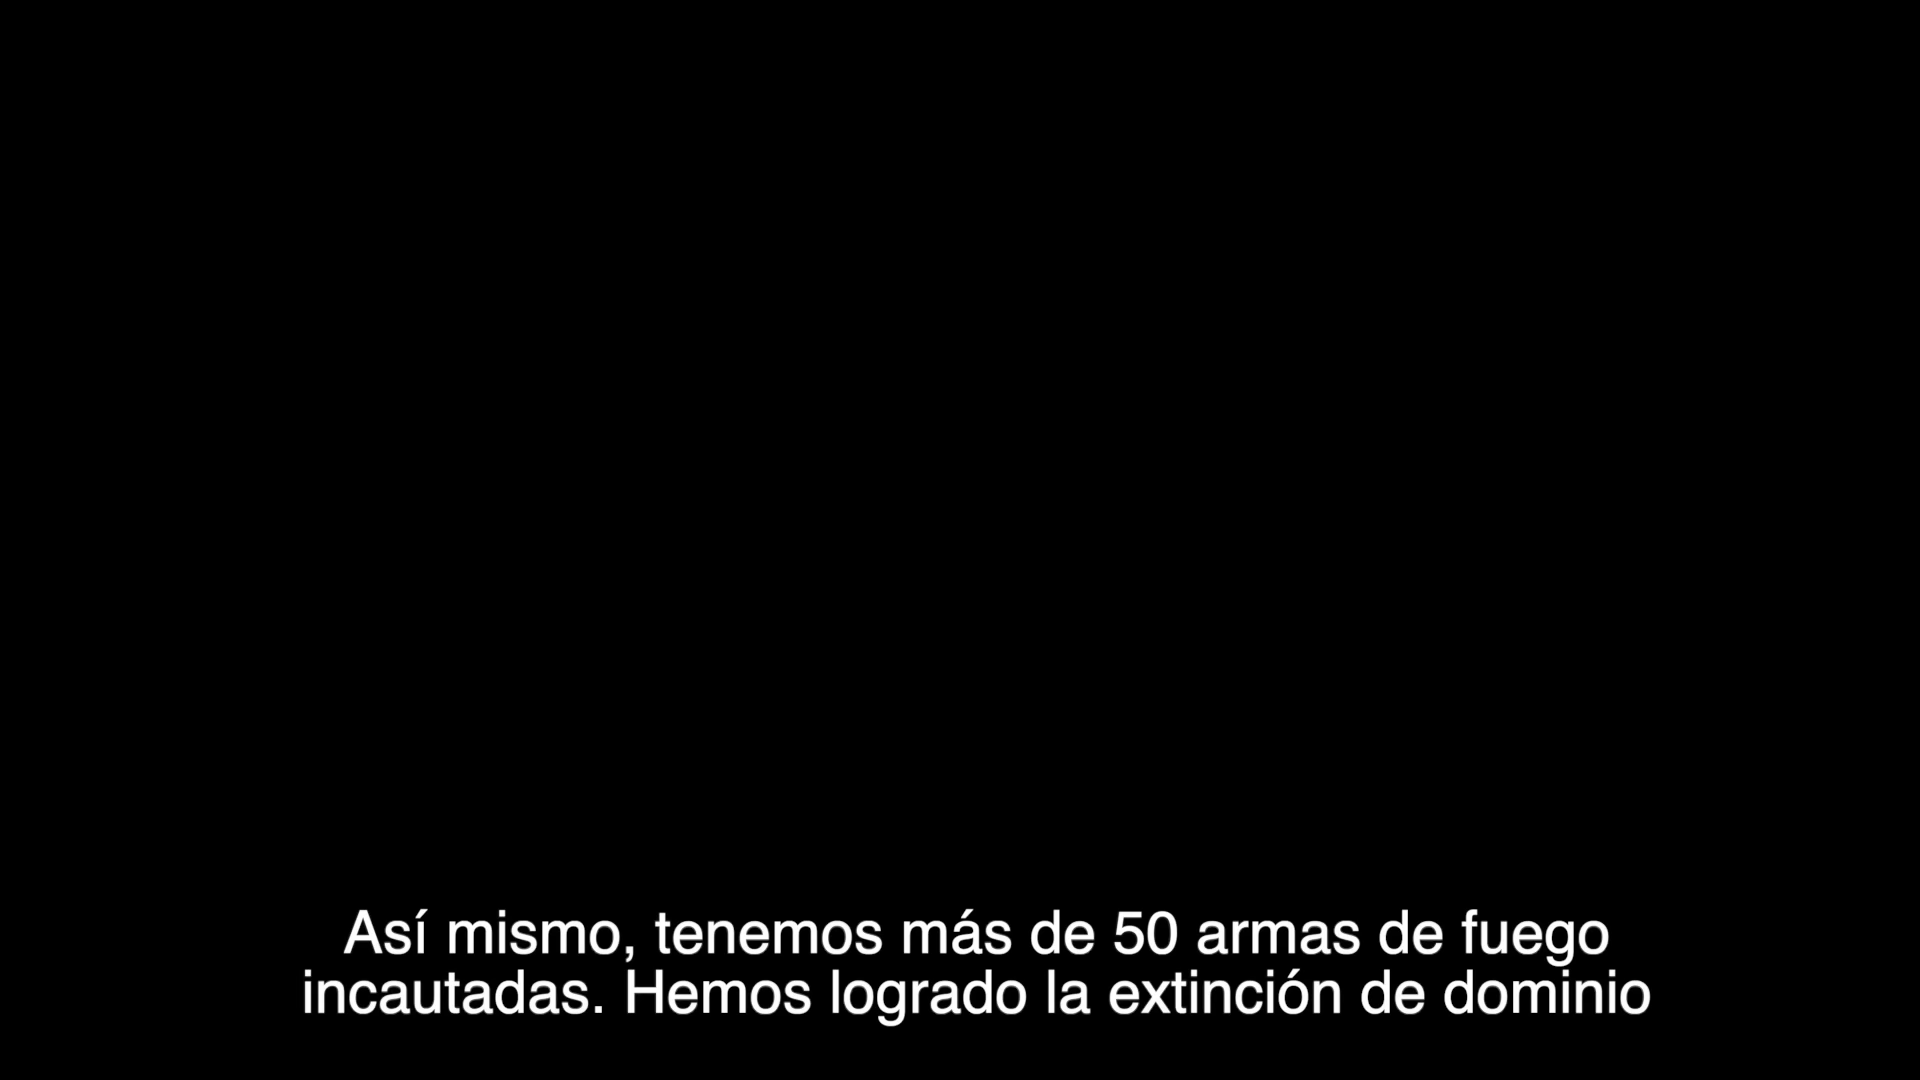 Así mismo, tenemos más de 50 armas de fuego
incautadas. Hemos logrado la extinción de dominio